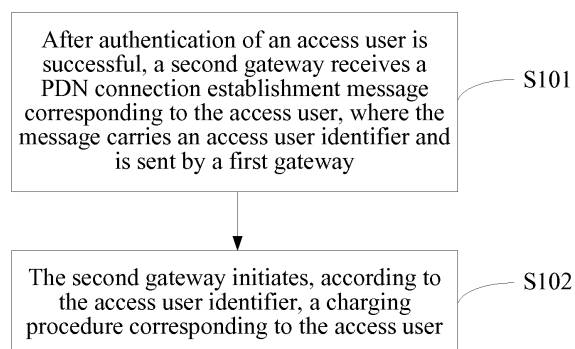 After authentication of an access user is
successful, a second gateway receives a
PDN connection establishment message
corresponding to the access user, where the
message carries an access user identifier and
is sent by a first gateway
S101
The second gateway initiates, according to
the access user identifier, a charging
procedure corresponding to the access user
S102